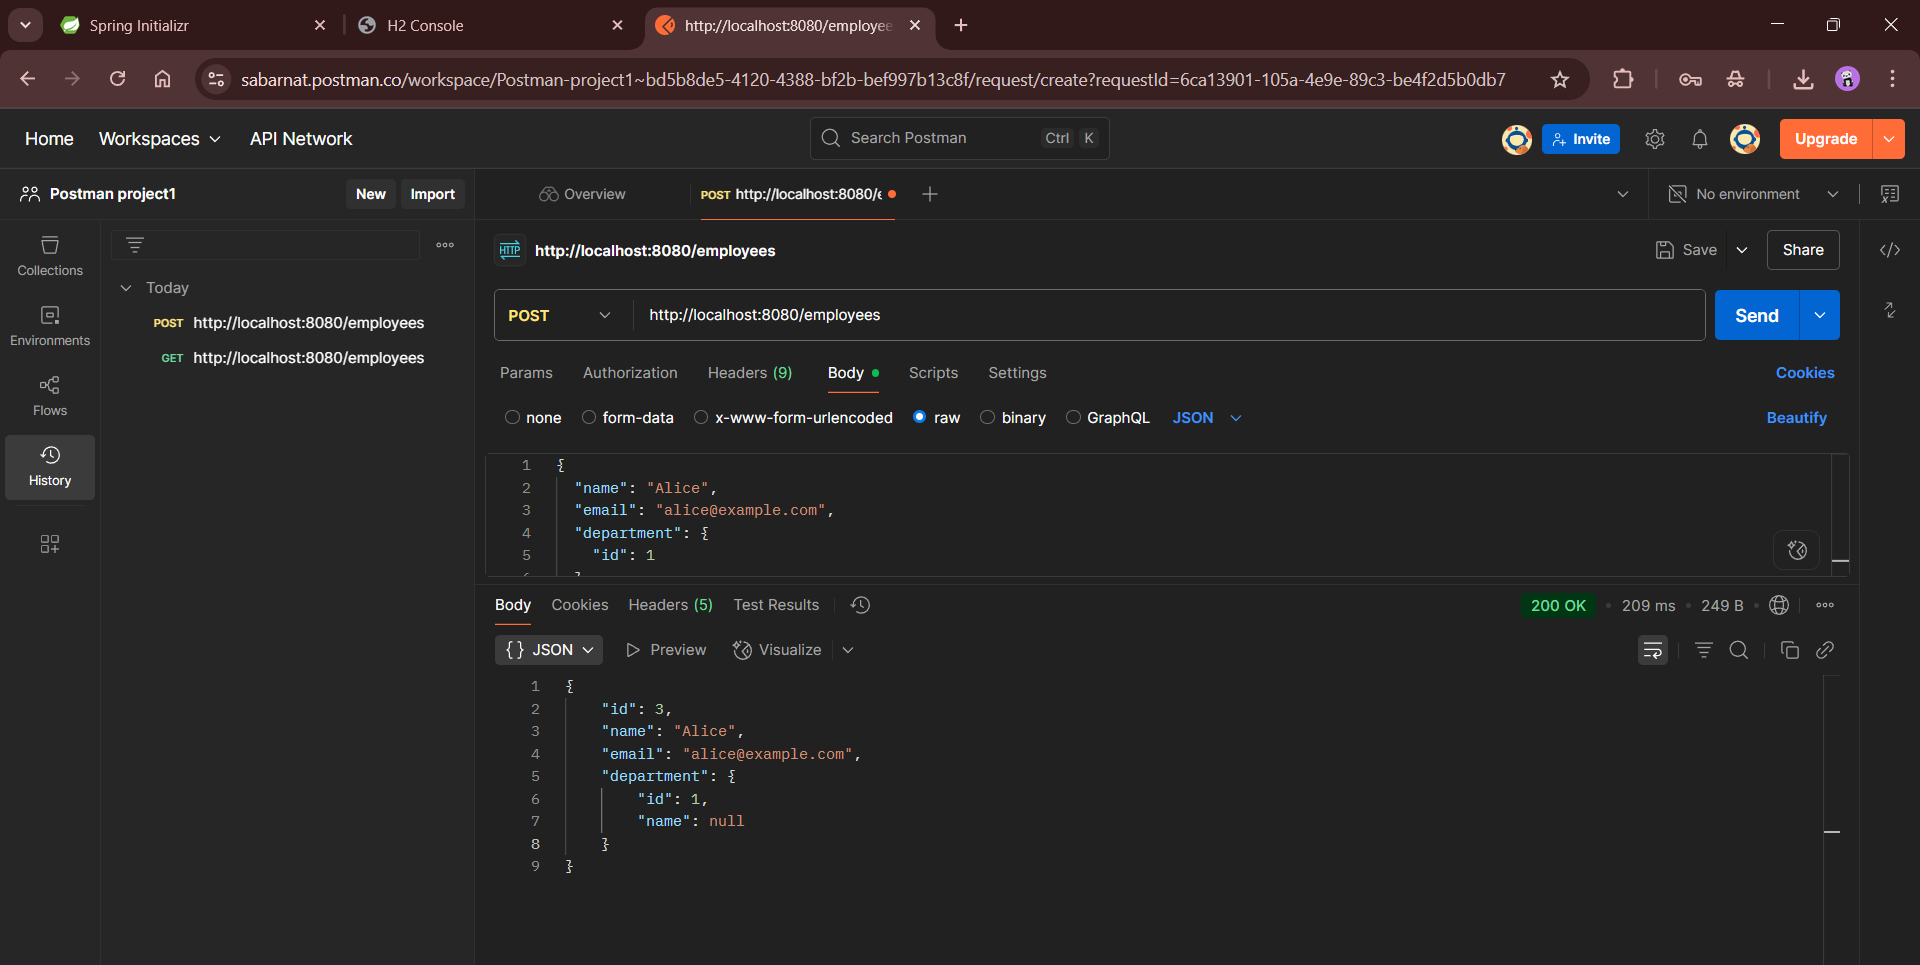 Spring Initializr
H2 Console
http://localhost:8080/employee
sabarnat.postman.co/workspace/Postman-project1~bd5b8de5-4120-4388-bf2b-bef997b13c8f/request/create?requestId=6ca13901-105a-4e9e-89c3-be4f2d5b0db7
Home Workspaces API Network
Search Postman Ctrl K
Invite
Upgrade
Postman project1 New Import
Overview
POST http://localhost:8080/e
No environment
Collections
Environments
Flows
History
Today
POST http://localhost:8080/employees
GET http://localhost:8080/employees
HTTP http://localhost:8080/employees
Save Share
POST http://localhost:8080/employees
Send
Params Authorization Headers (9) Body Scripts Settings Cookies
none form-data x-www-form-urlencoded raw binary GraphQL JSON Beautify
1 {
2 "name": "Alice",
3 "email": "alice@example.com",
4 "department": {
5 "id": 1
Body Cookies Headers (5) Test Results
200 OK • 209 ms • 249 B •
{} JSON Preview Visualize
1 {
2 "id": 3,
3 "name": "Alice",
4 "email": "alice@example.com",
5 "department": {
6 "id": 1,
7 "name": null
8 }
9 }